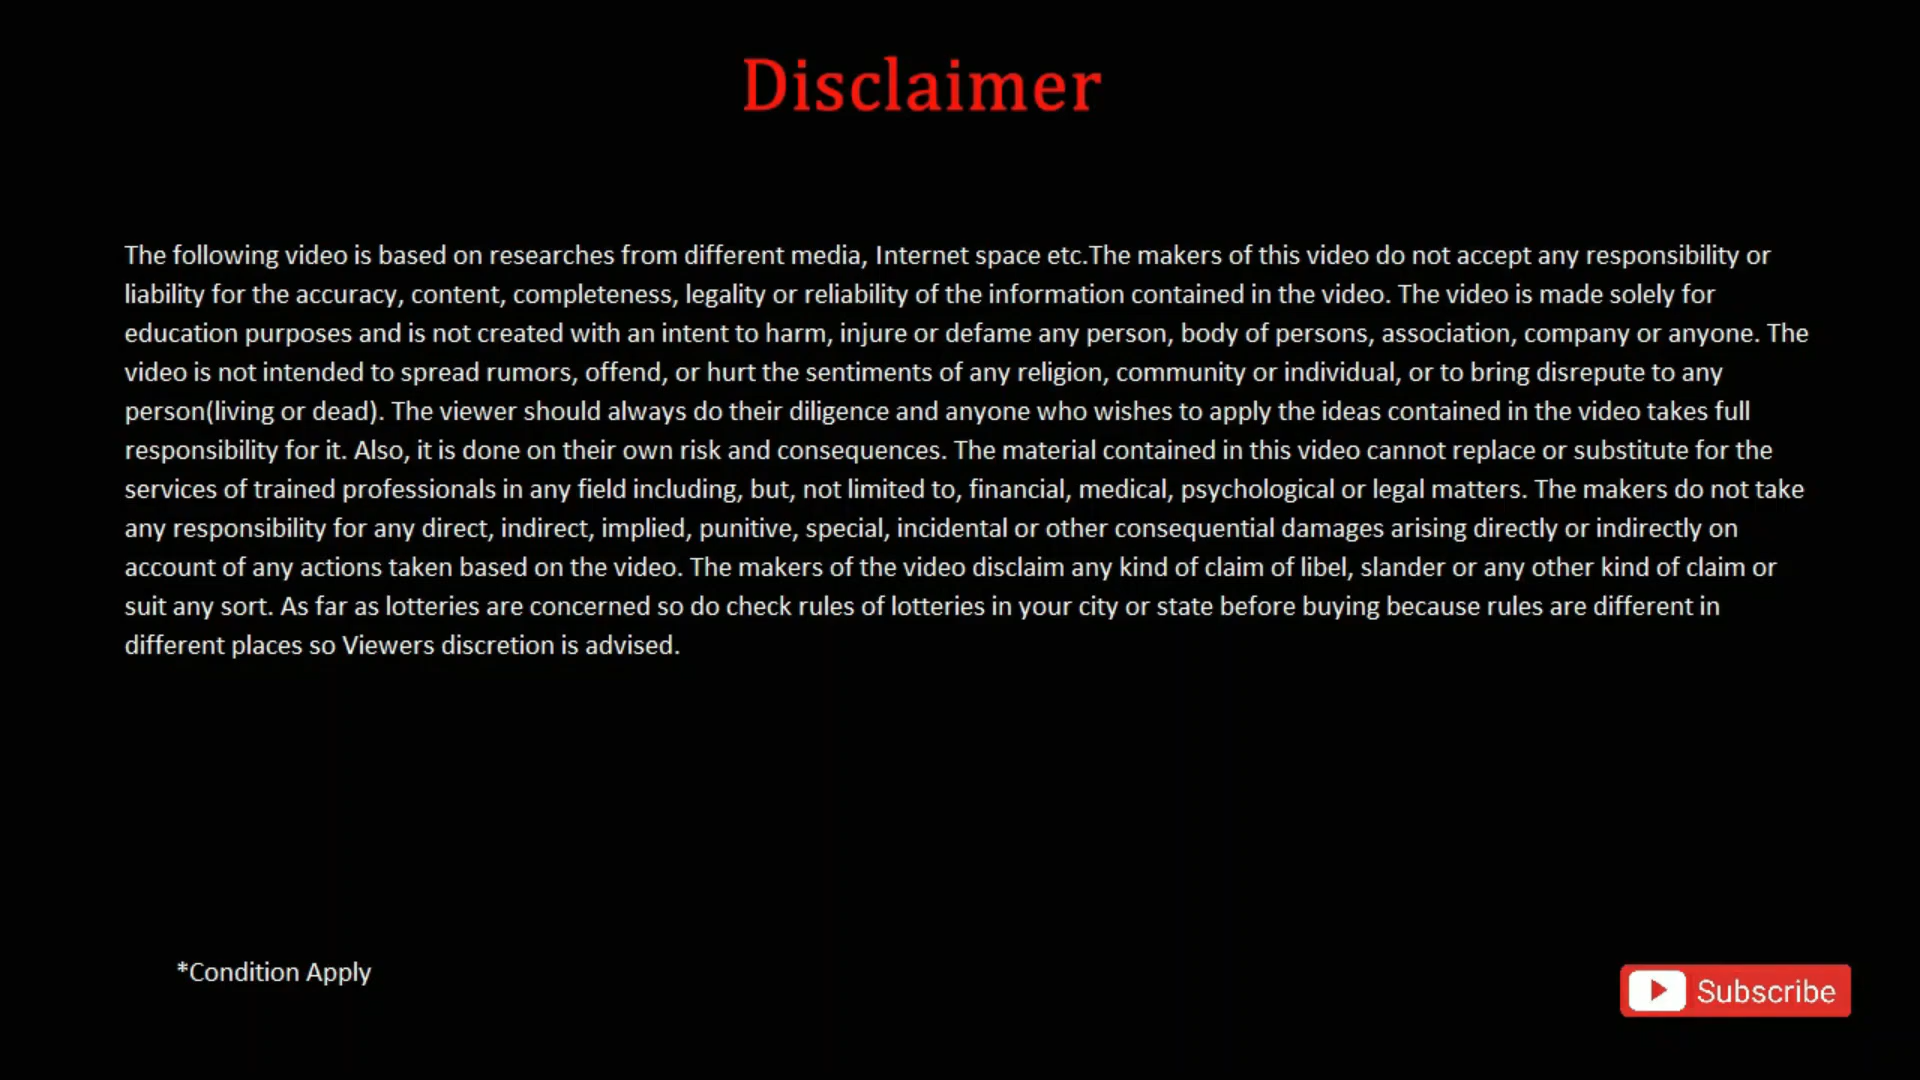 Disclaimer
The following video is based on researches from different media, Internet space etc.The makers of this video do not accept any responsibility or
liability for the accuracy, content, completeness, legality or reliability of the information contained in the video. The video is made solely for
education purposes and is not created with an intent to harm, injure or defame any person, body of persons, association, company or anyone. The
video is not intended to spread rumors, offend, or hurt the sentiments of any religion, community or individual, or to bring disrepute to any
person(living or dead). The viewer should always do their diligence and anyone who wishes to apply the ideas contained in the video takes full
responsibility for it. Also, it is done on their own risk and consequences. The material contained in this video cannot replace or substitute for the
services of trained professionals in any field including, but, not limited to, financial, medical, psychological or legal matters. The makers do not take
any responsibility for any direct, indirect, implied, punitive, special, incidental or other consequential damages arising directly or indirectly on
account of any actions taken based on the video. The makers of the video disclaim any kind of claim of libel, slander or any other kind of claim or
suit any sort. As far as lotteries are concerned so do check rules of lotteries in your city or state before buying because rules are different in
different places so Viewers discretion is advised.
*Condition Apply
Subscribe